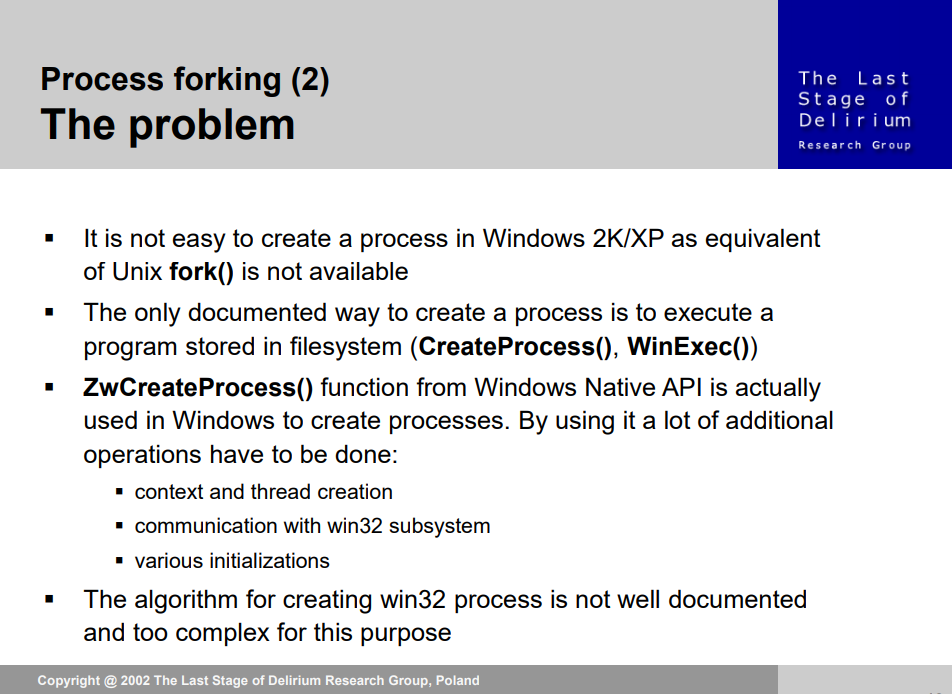 Process forking (2)
The problem
The Last
Stage of
Delirium
Research Group
▪ It is not easy to create a process in Windows 2K/XP as equivalent
of Unix fork() is not available
▪ The only documented way to create a process is to execute a
program stored in filesystem (CreateProcess(), WinExec())
▪ ZwCreateProcess() function from Windows Native API is actually
used in Windows to create processes. By using it a lot of additional
operations have to be done:
▪ context and thread creation
▪ communication with win32 subsystem
▪ various initializations
▪ The algorithm for creating win32 process is not well documented
and too complex for this purpose
Copyright @ 2002 The Last Stage of Delirium Research Group, Poland